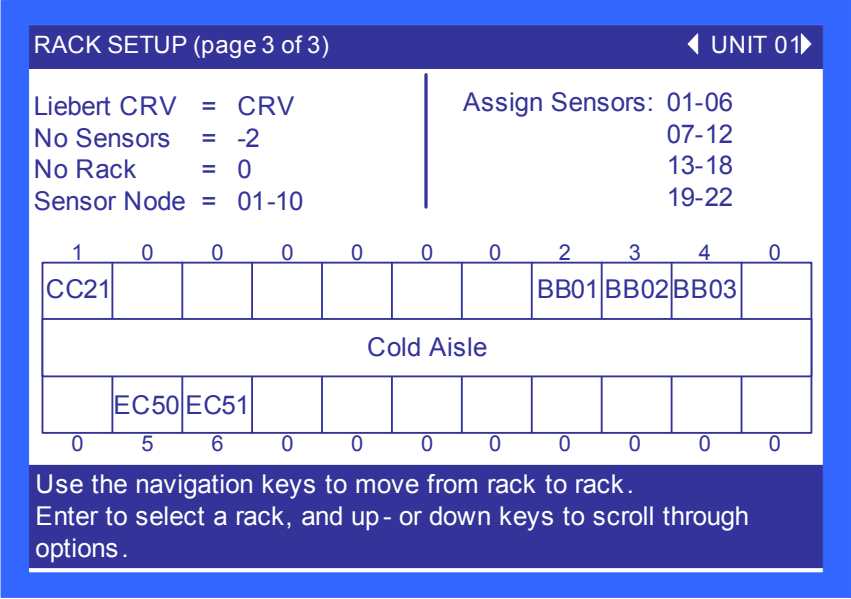 RACK SETUP (page 3 of 3) UNIT 01
Liebert CRV = CRV
No Sensors = -2
No Rack = 0
Sensor Node = 01-10
Assign Sensors: 01-06
07-12
13-18
19-22
1 0 0 0 0 0 0 2 3 4 0
CC21 BB01 BB02 BB03
Cold Aisle
EC50 EC51
0 5 6 0 0 0 0 0 0 0 0
Use the navigation keys to move from rack to rack.
Enter to select a rack, and up- or down keys to scroll through
options.